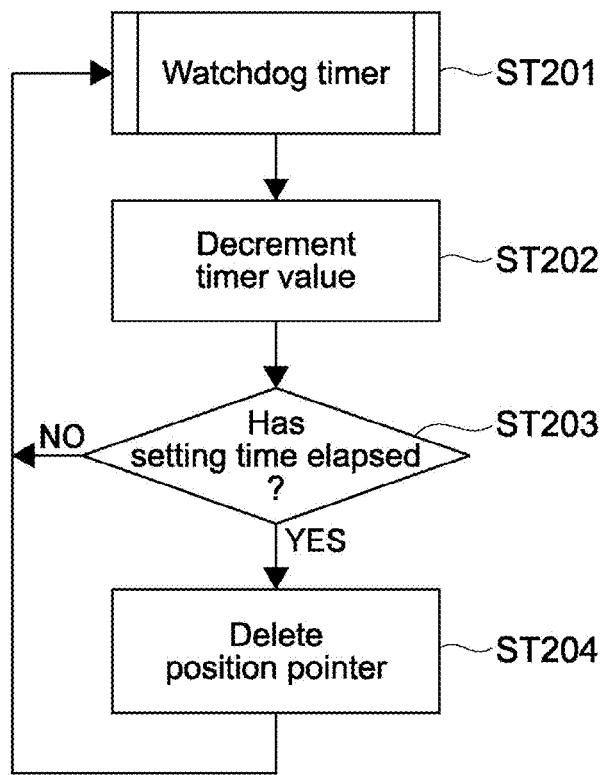 Watchdog timer
ST201
Decrement
timer value
ST202
Has
setting time elapsed
?
ST203
NO
YES
Delete
position pointer
ST204